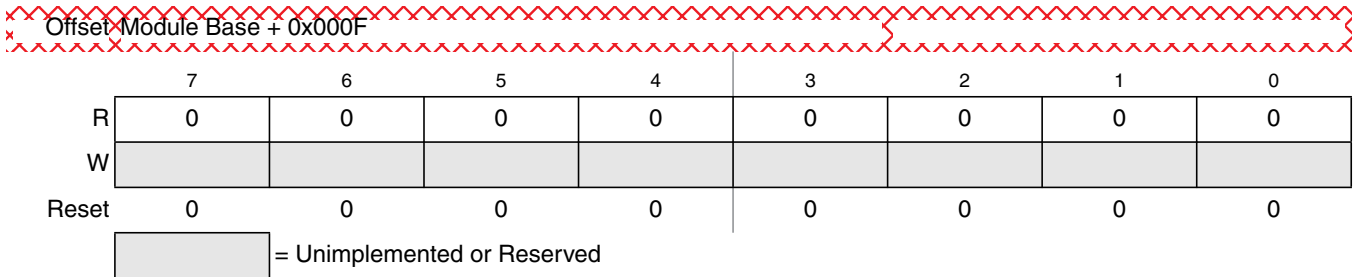 Offset Module Base + 0x000F
7 6 5 4 3 2 1 0
R 0 0 0 0 0 0 0 0
W
Reset 0 0 0 0 0 0 0 0
= Unimplemented or Reserved